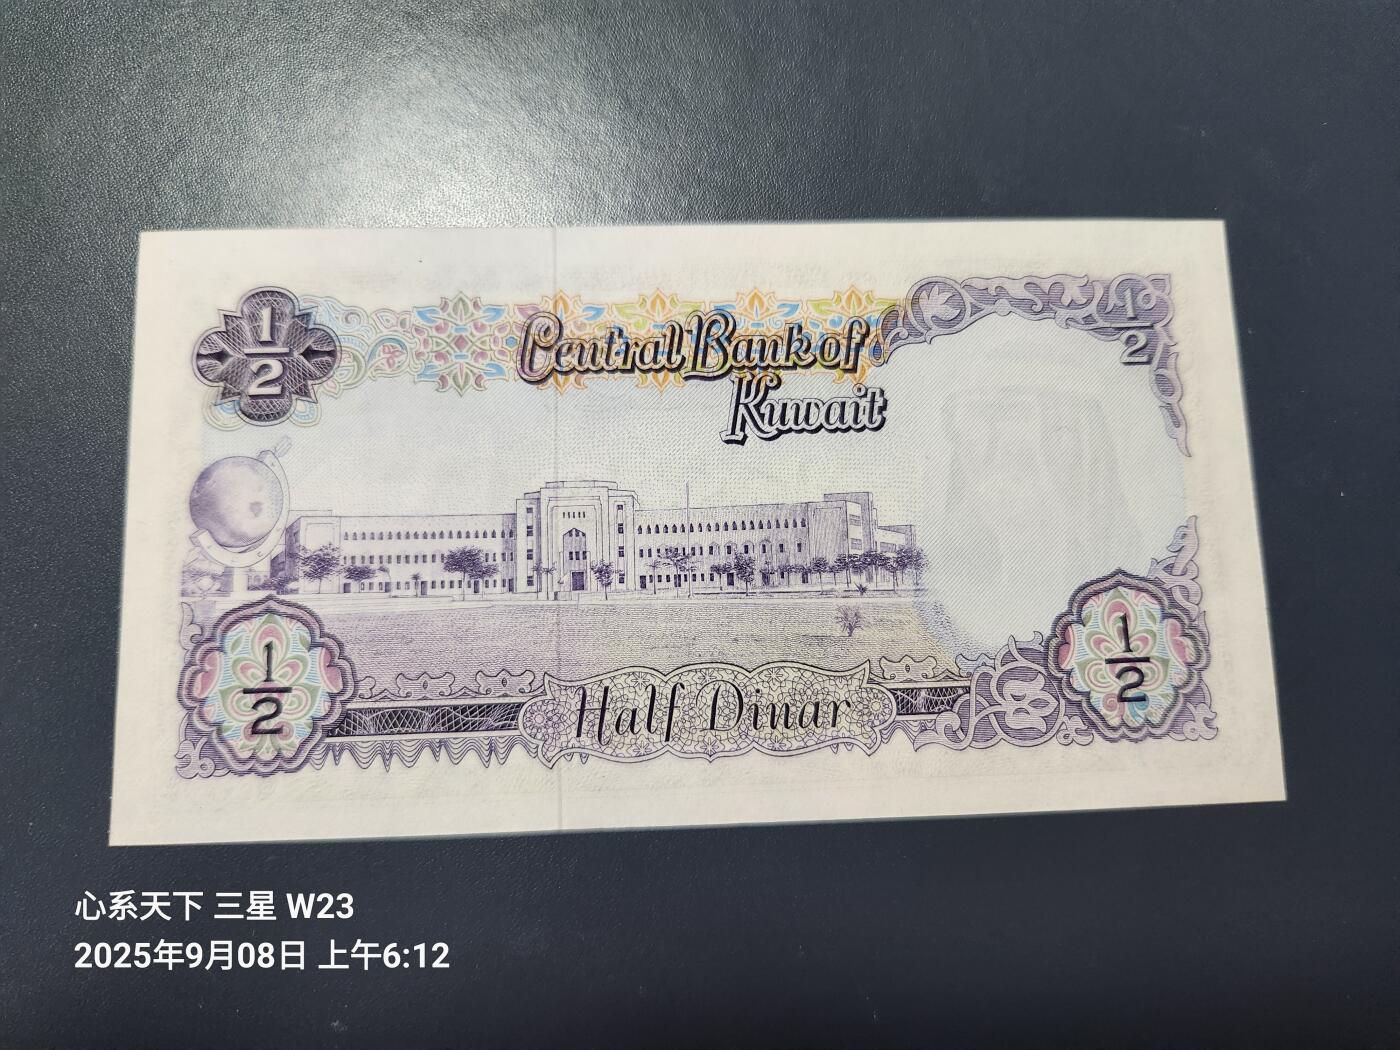 1/2
Central Bank of
Kuwait
1/2
1/2
Half Dinar
1/2
心系天下 三星 W23
2025年9月08日 上午6:12